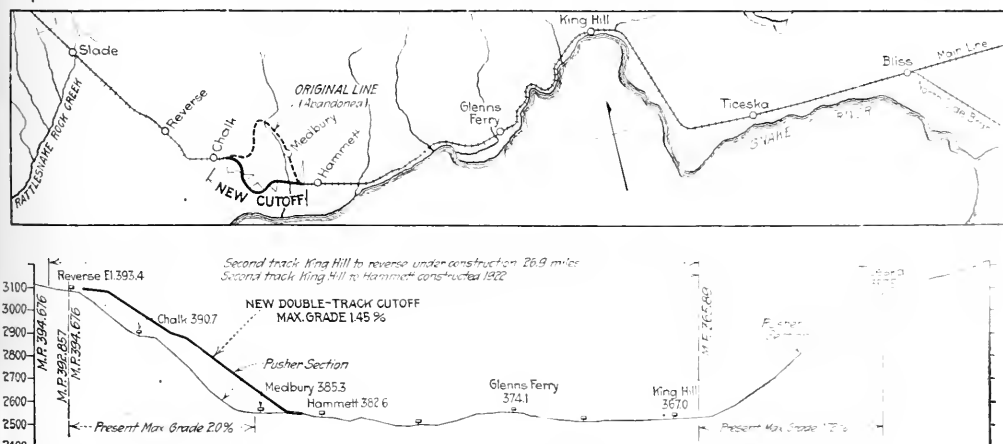 Slade
RATTLESNAKE ROCK CREEK
Reverse
Chalk
ORIGINAL LINE
(Abandoned)
Medbury
Hammett
NEW CUTOFF
Glenns
Ferry
King Hill
SNAKE RIVER
Ticeska
Bliss
Main Line
Second track King Hill to reverse under construction 26.9 miles
Second track King Hill to Hammett constructed 1922
Reverse El.393.4
NEW DOUBLE-TRACK CUTOFF
MAX. GRADE 1.45 %
Chalk 390.7
Pusher Section
Medbury 385.3
Hammett 382.6
Glenns Ferry
374.1
King Hill
367.0
Pusher
M.P. 394.676
M.P. 392.857
M.P. 394.676
Present Max Grade 2.0%
Present Max Grade
3100
3000
2900
2800
2700
2600
2500
2400